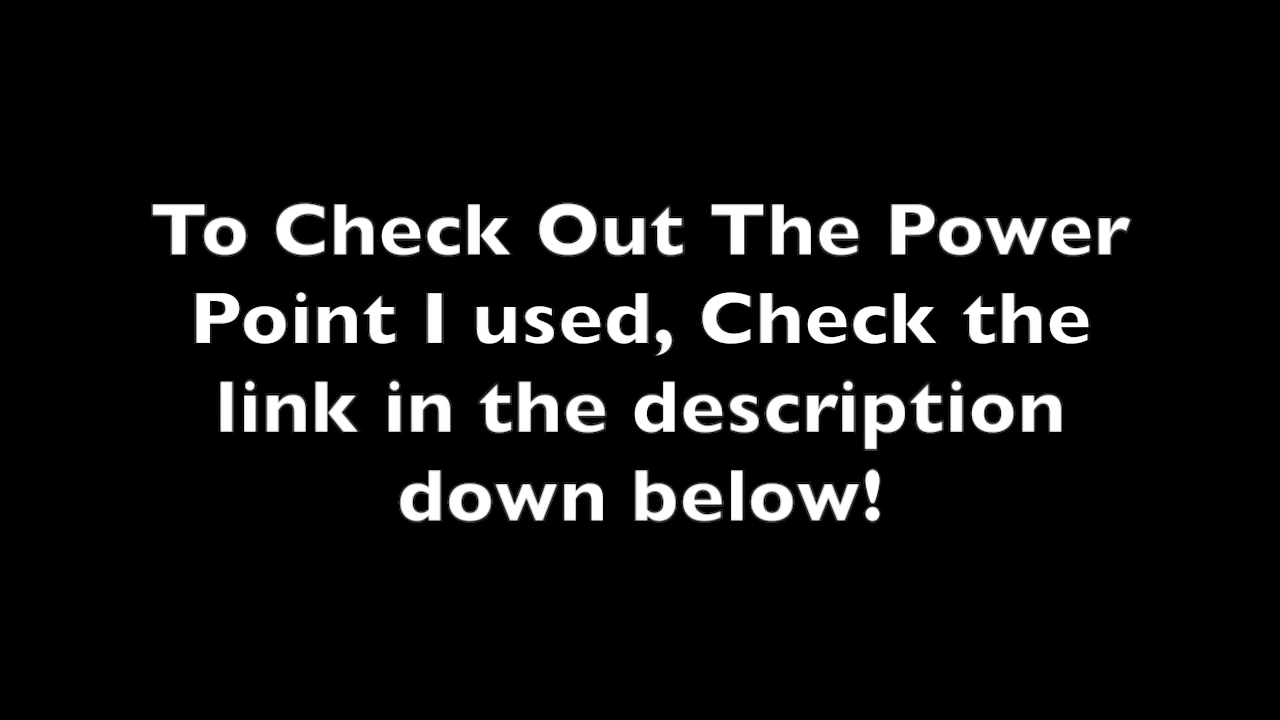 To Check Out The Power
Point I used, Check the
link in the description
down below!